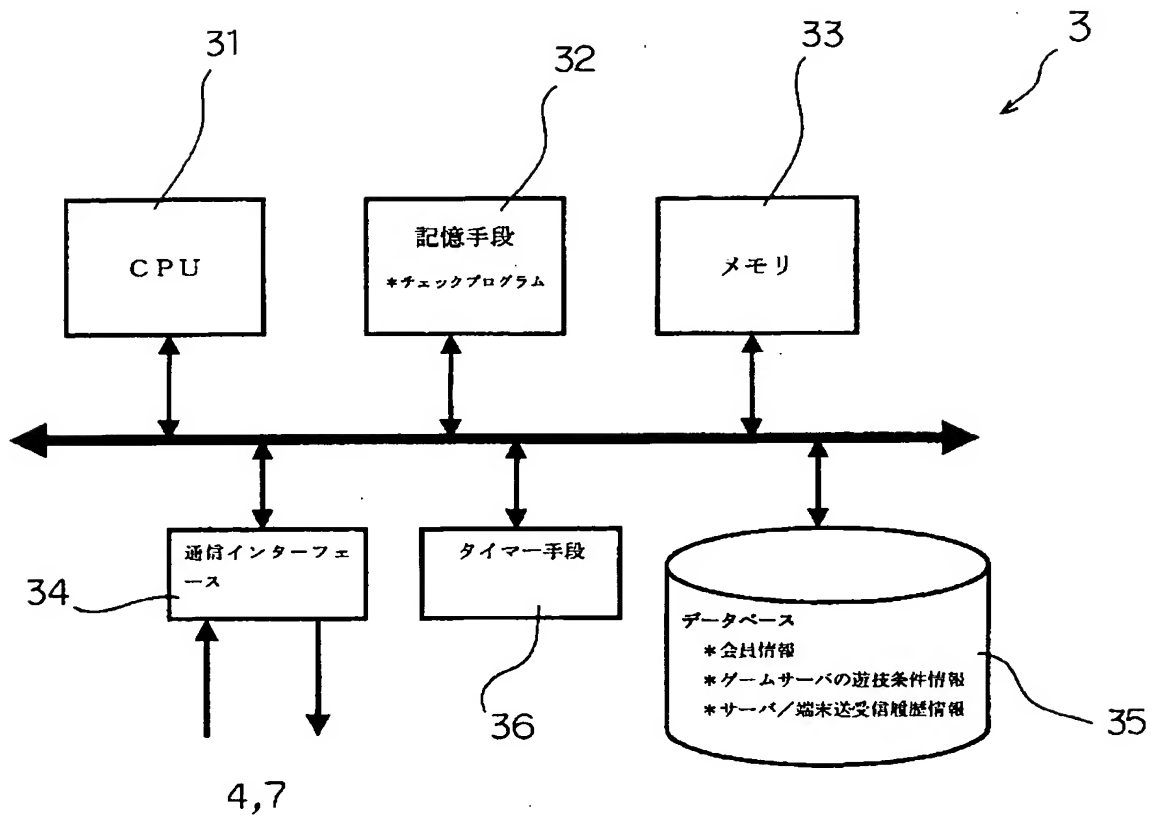 31
32
33
3
CPU
記憶手段
*チェックプログラム
メモリ
通信インターフェ
ース
34
タイマー手段
36
データベース
*会員情報
*ゲームサーバの遊技条件情報
*サーバ/端末送受信履歴情報
35
4,7